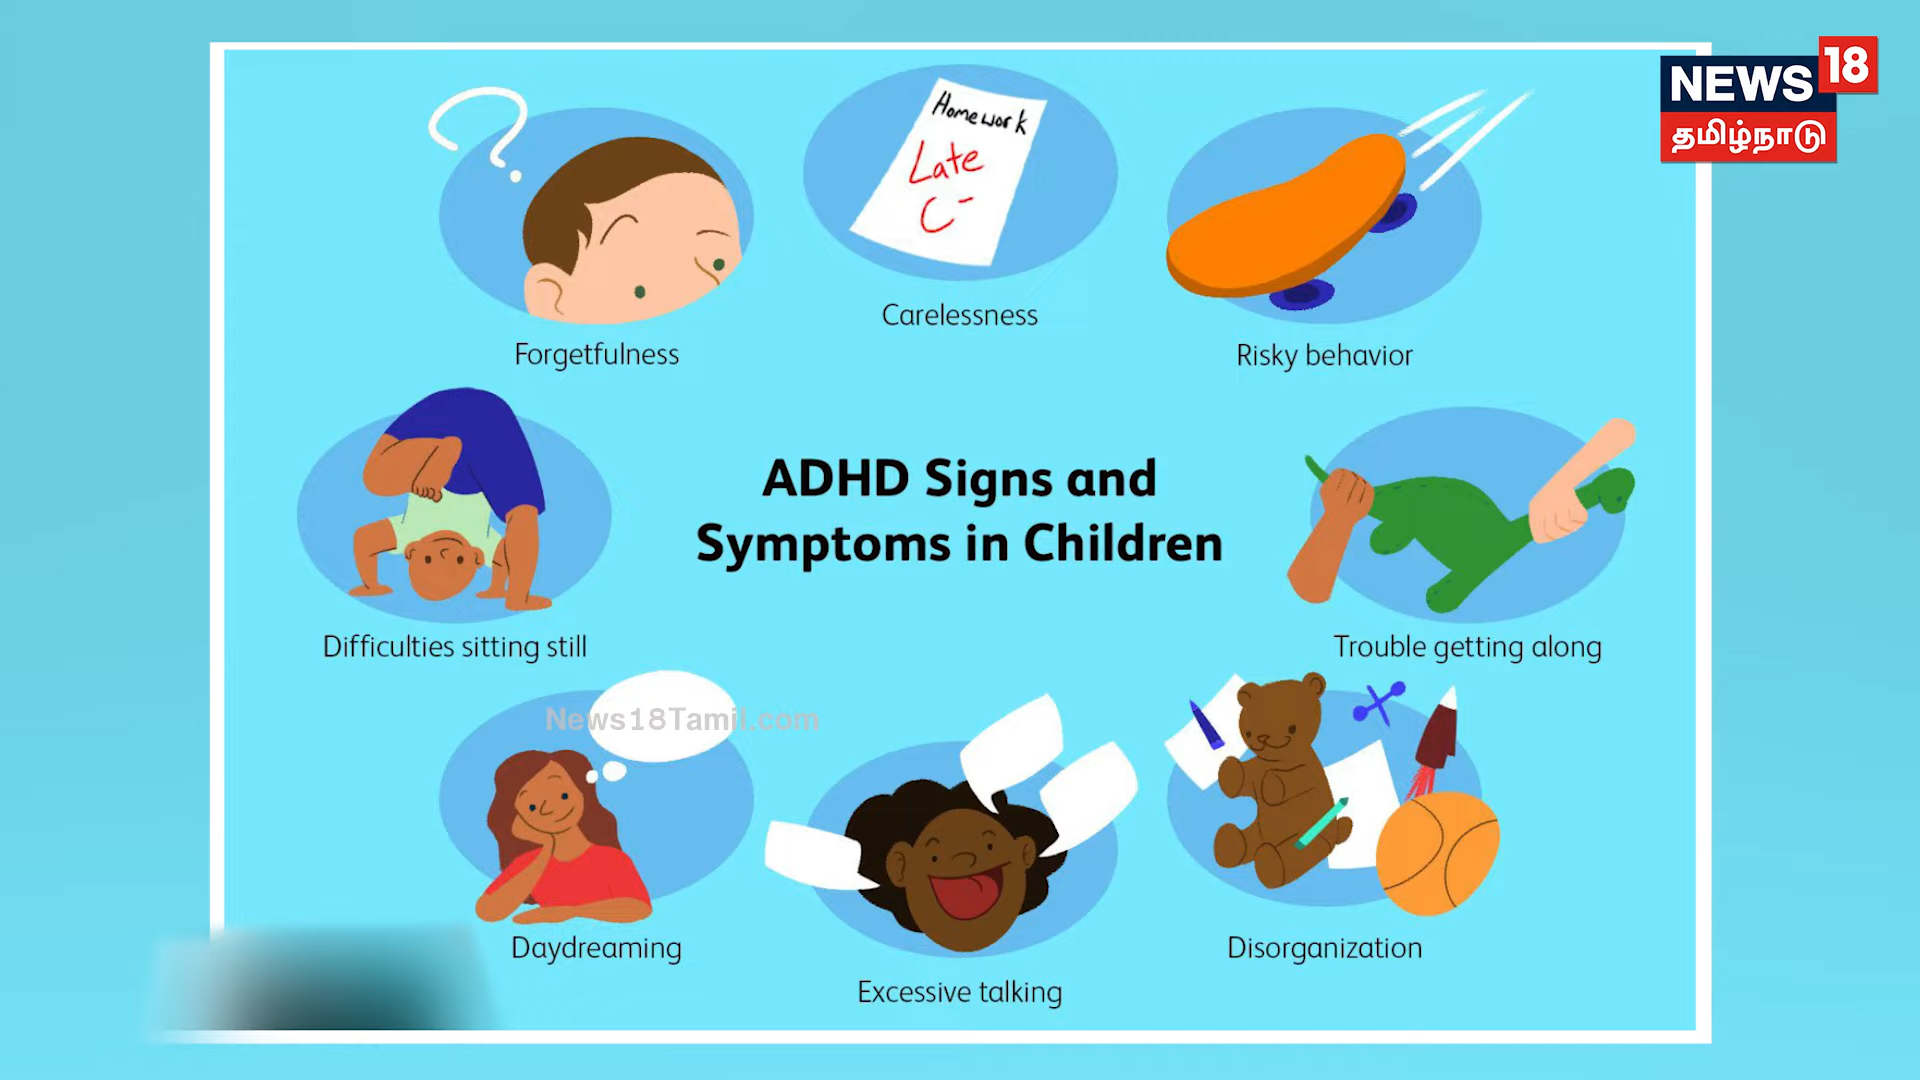 NEWS 18
தமிழ்நாடு
Homework
Late
C-
Forgetfulness
Carelessness
Risky behavior
ADHD Signs and
Symptoms in Children
Difficulties sitting still
Trouble getting along
News18Tamil.com
Daydreaming
Excessive talking
Disorganization